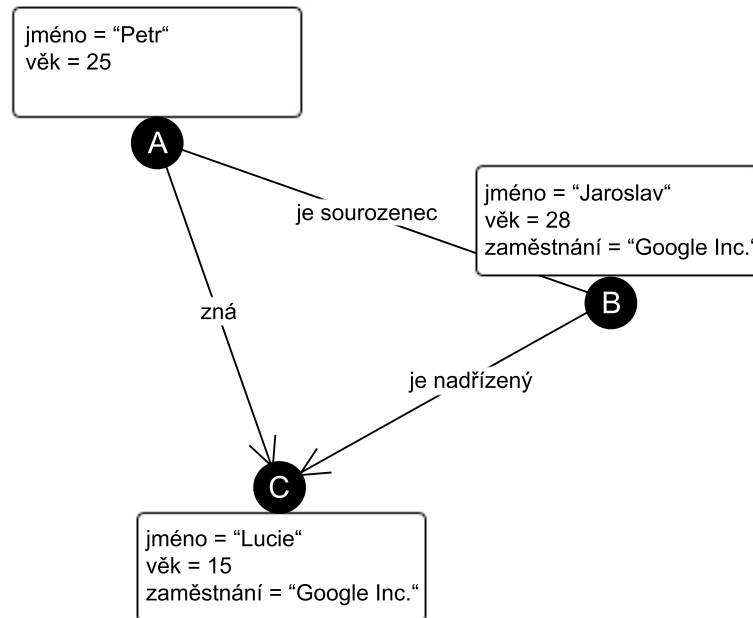 jméno = “Petr“
věk = 25
A
jméno = “Jaroslav“
věk = 28
zaměstnání = “Google Inc.“
je sourozenec
B
zná
je nadřízený
C
jméno = “Lucie“
věk = 15
zaměstnání = “Google Inc.“